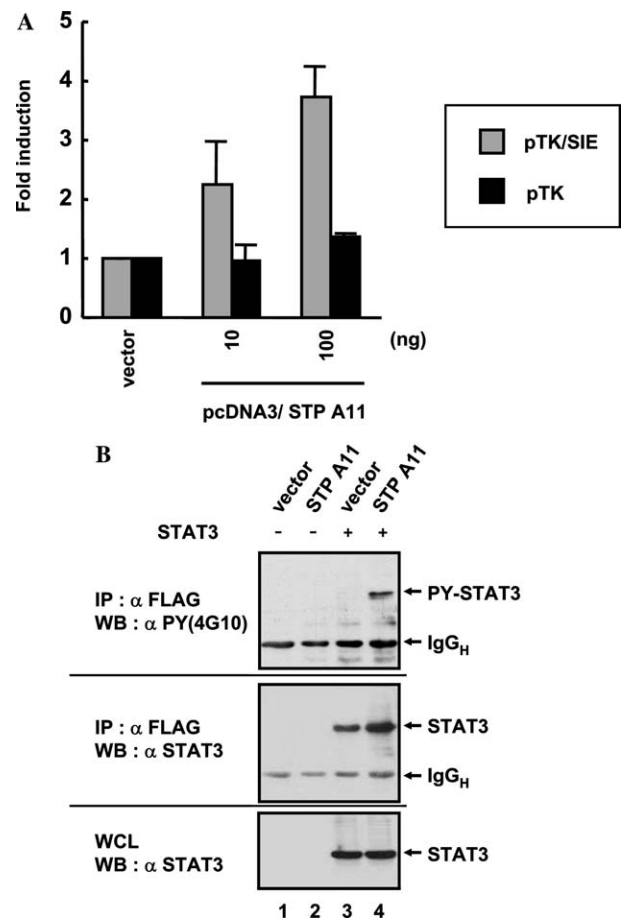 A
Fold induction
5
4
3
2
1
0
vector
10
100
(ng)
pcDNA3/ STP A11
pTK/SIE
pTK
B
vector
STP A11
vector
STP A11
STAT3
- - + +
IP : α FLAG
WB : α PY(4G10)
PY-STAT3
IgGH
IP : α FLAG
WB : α STAT3
STAT3
IgGH
WCL
WB : α STAT3
STAT3
1 2 3 4